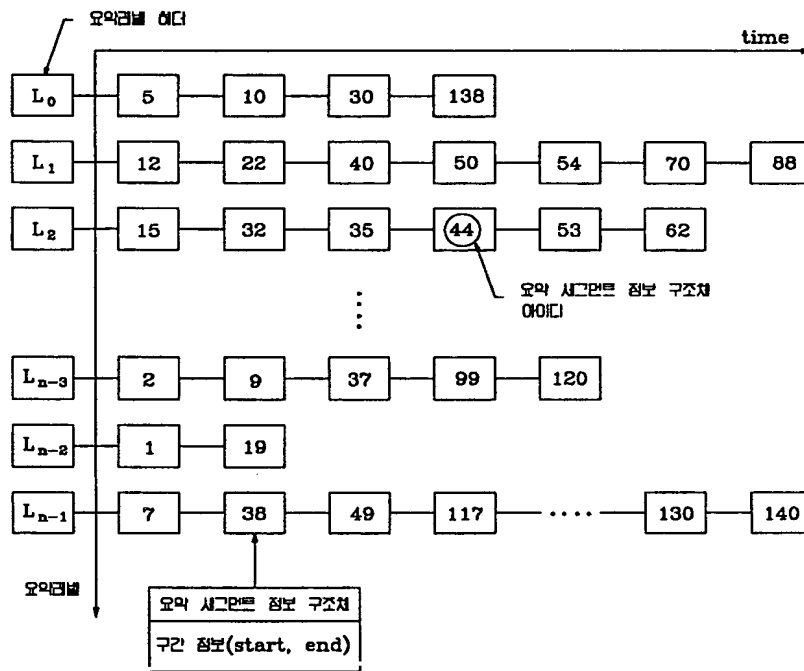 요약레벨 헤더
time
L0 5 10 30 138
L1 12 22 40 50 54 70 88
L2 15 32 35 44 53 62
요약 세그먼트 정보 구조체
아이디
Ln-3 2 9 37 99 120
Ln-2 1 19
Ln-1 7 38 49 117 .... 130 140
요약레벨
요약 세그먼트 정보 구조체
구간 정보(start, end)